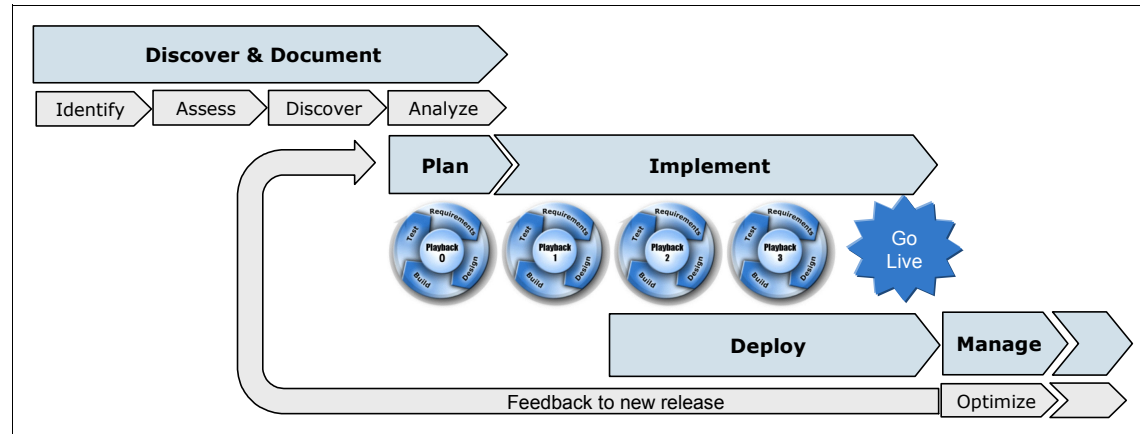 Discover & Document
Identify
Assess
Discover
Analyze
Plan
Implement
Requirements
Test
Playback
0
Design
Build
Requirements
Test
Playback
1
Design
Build
Requirements
Test
Playback
2
Design
Build
Requirements
Test
Playback
3
Design
Build
Go
Live
Deploy
Manage
Feedback to new release
Optimize